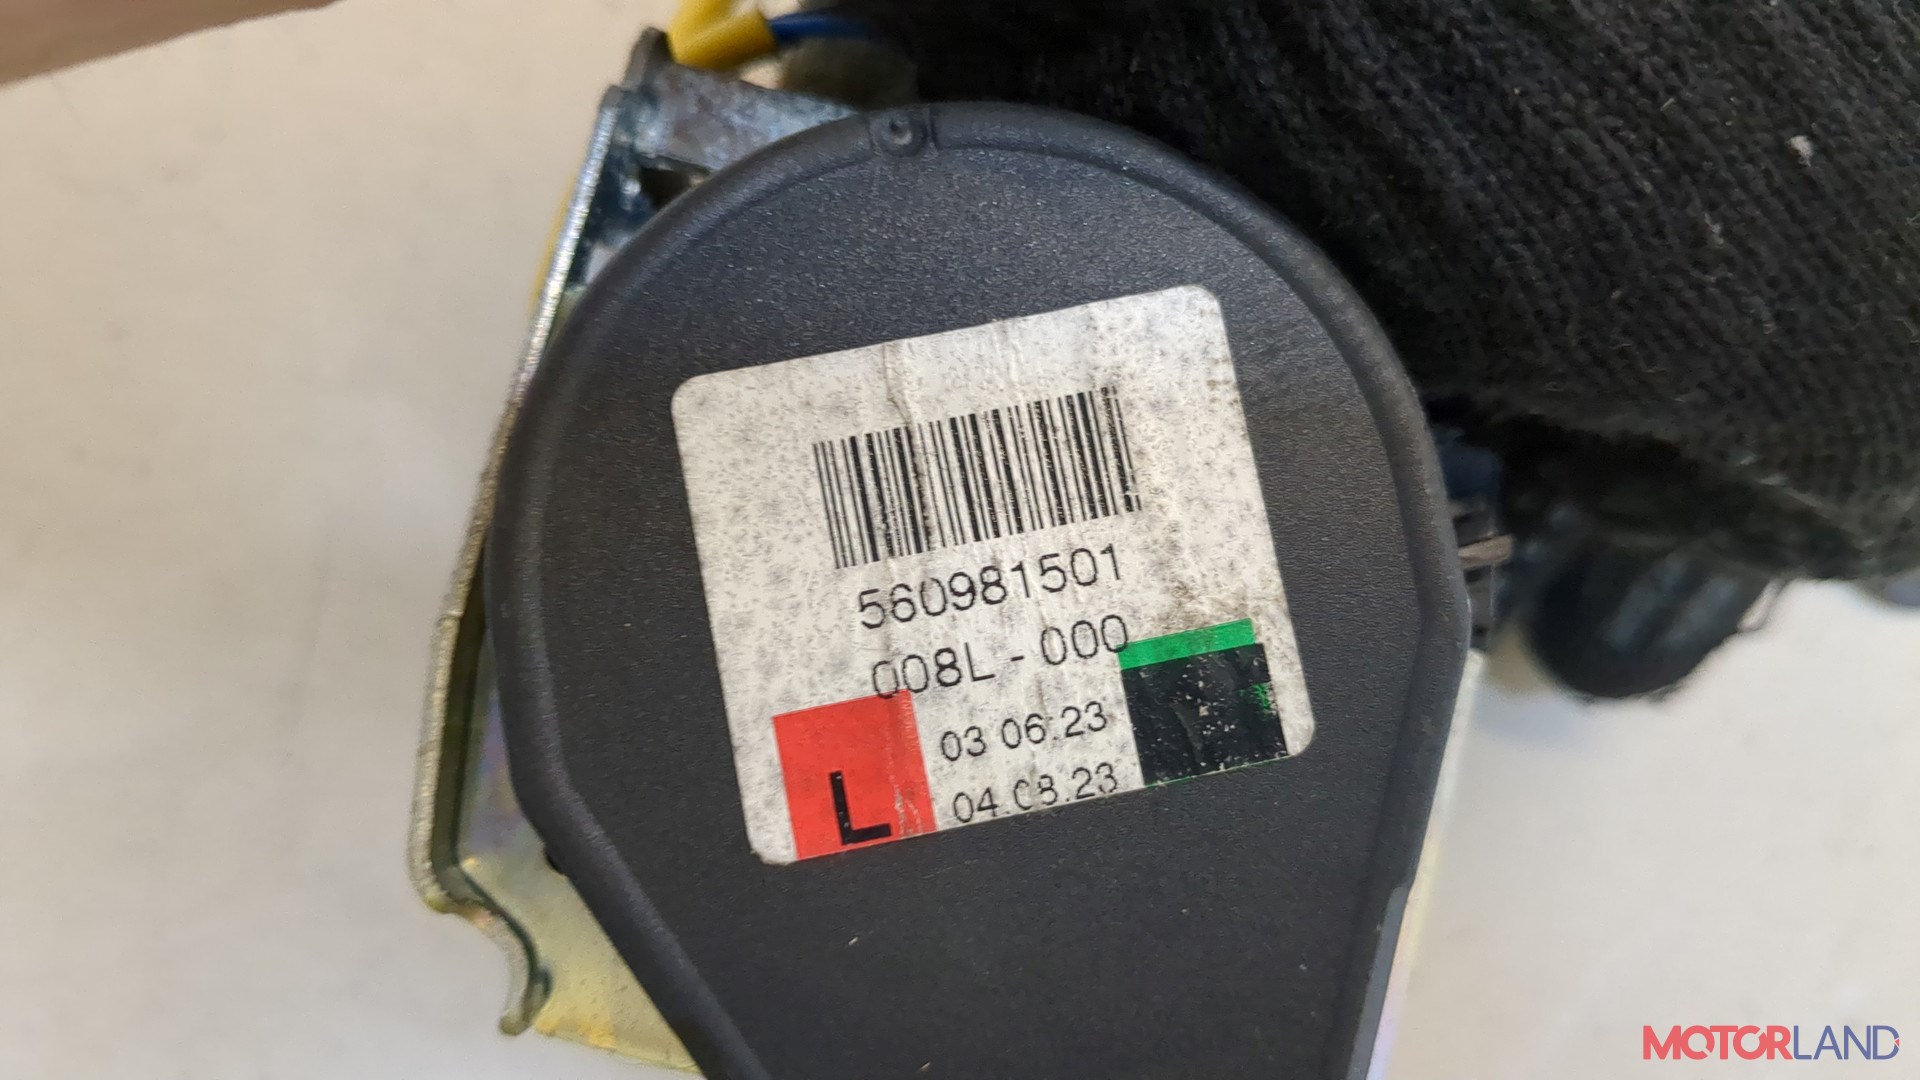 560981501
008L - 000
03 06.23
04.08.23
L
MOTORLAND